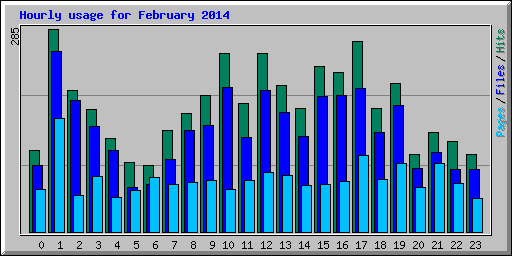 Hourly usage for February 2014
285
Pages / Files / Hits
0 1 2 3 4 5 6 7 8 9 10 11 12 13 14 15 16 17 18 19 20 21 22 23